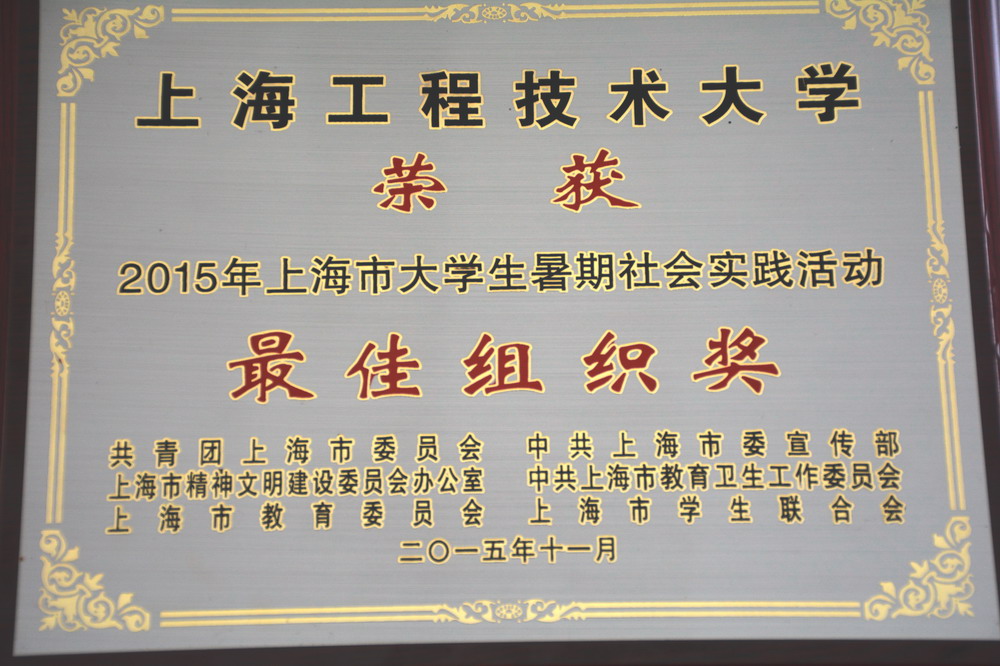 上海工程技术大学
荣获
2015年上海市大学生暑期社会实践活动
最佳组织奖
共青团上海市委员会 中共上海市委宣传部
上海市精神文明建设委员会办公室 中共上海市教育卫生工作委员会
上海市教育委员会 上海市学生联合会
二〇一五年十一月